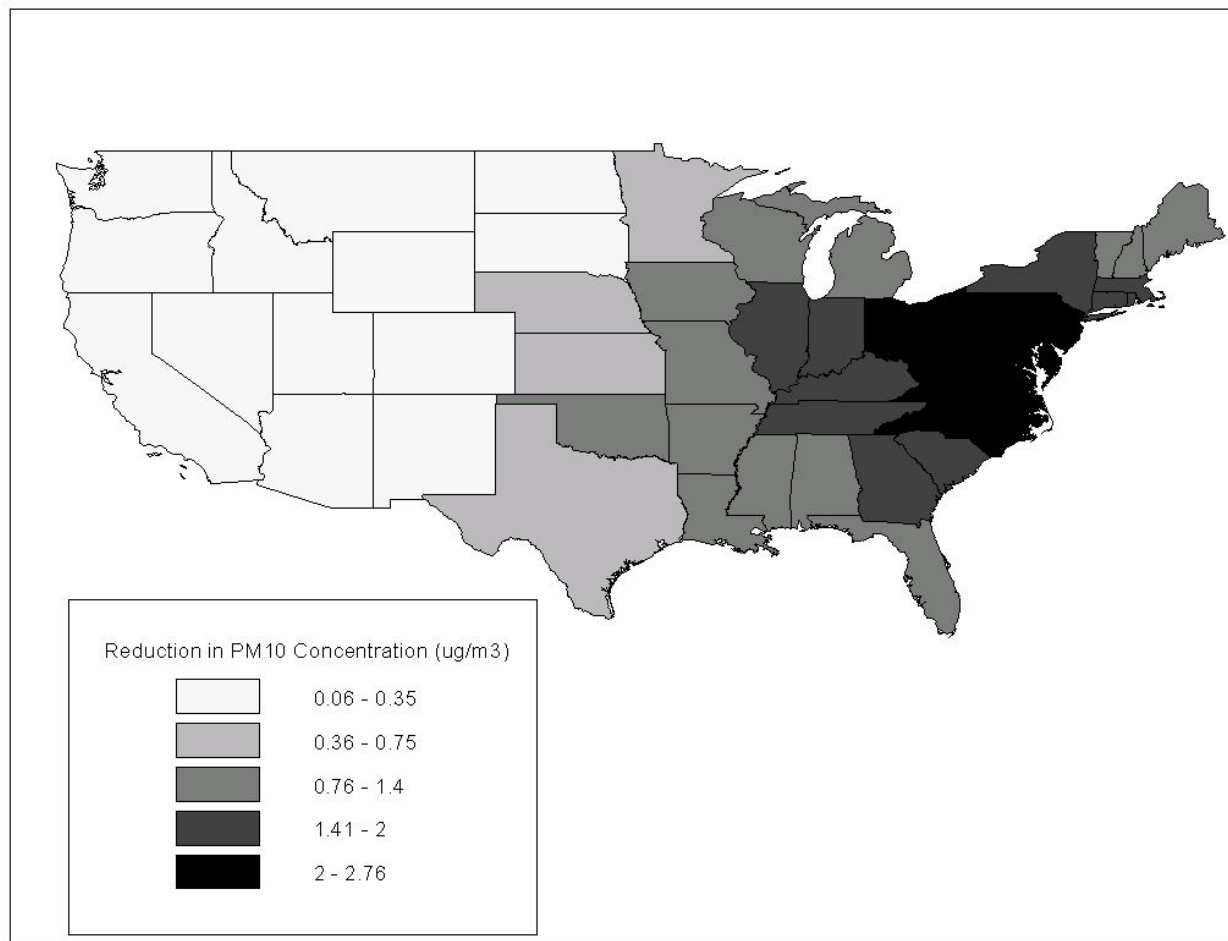 Reduction in PM10 Concentration (ug/m3)
0.06 - 0.35
0.36 - 0.75
0.76 - 1.4
1.41 - 2
2 - 2.76